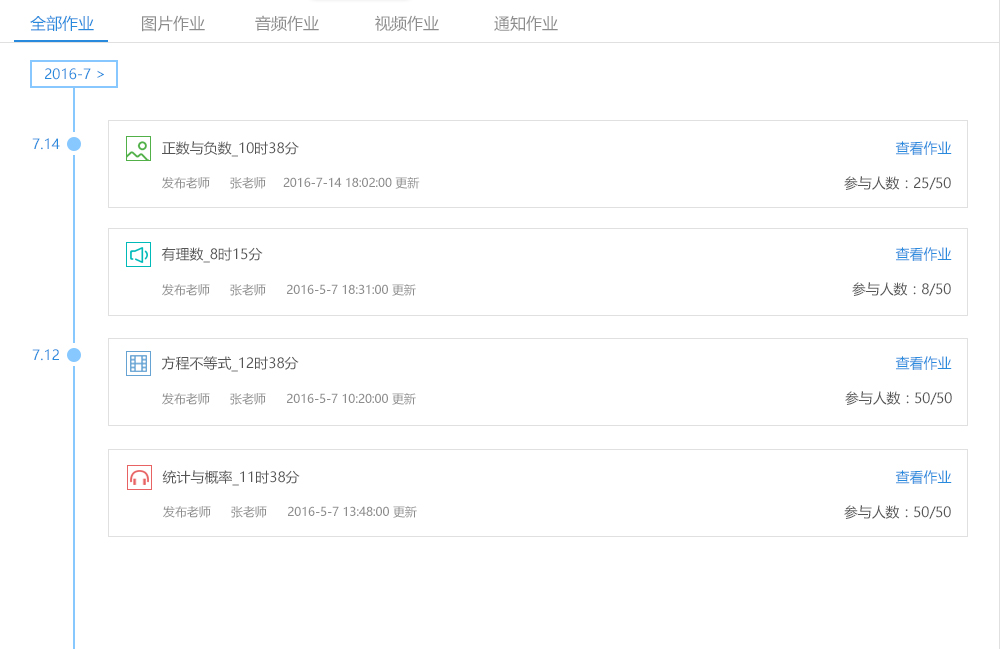 全部作业 图片作业 音频作业 视频作业 通知作业
2016-7 >
7.14
正数与负数_10时38分 查看作业
发布老师 张老师 2016-7-14 18:02:00 更新 参与人数：25/50
有理数_8时15分 查看作业
发布老师 张老师 2016-5-7 18:31:00 更新 参与人数：8/50
7.12
方程不等式_12时38分 查看作业
发布老师 张老师 2016-5-7 10:20:00 更新 参与人数：50/50
统计与概率_11时38分 查看作业
发布老师 张老师 2016-5-7 13:48:00 更新 参与人数：50/50